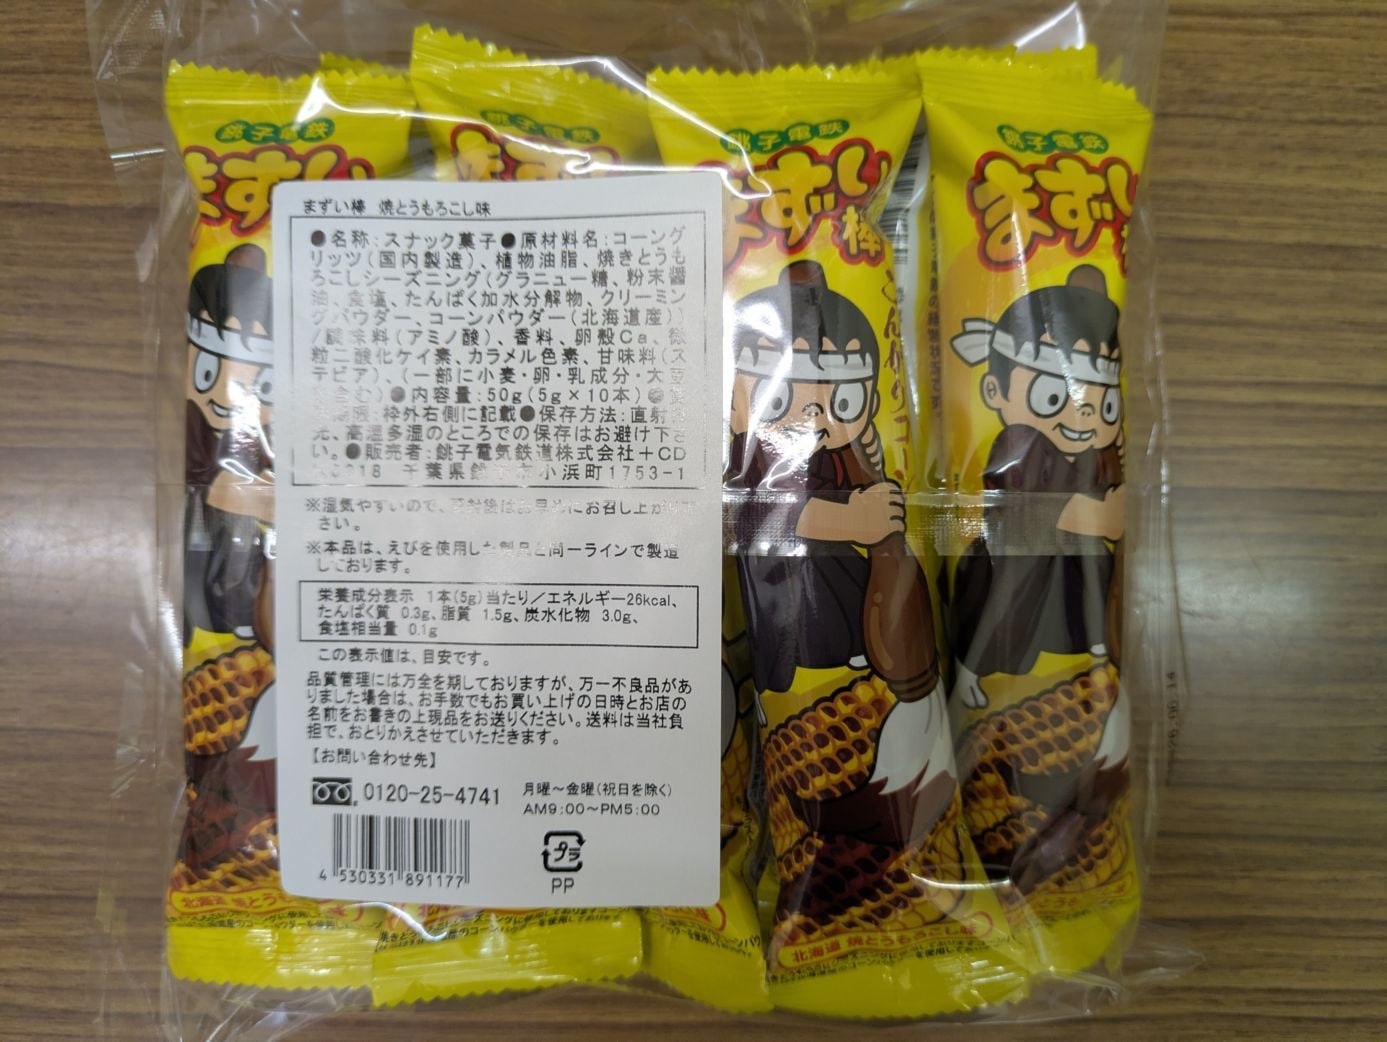 銚子電鉄
銚子電鉄
銚子電鉄
銚子電鉄
まずい
まずい
棒
まずい
まずい棒 焼とうもろこし味
●名称:スナック菓子●原材料名:コーング
リッツ(国内製造)、植物油脂、焼きとうも
ろこしシーズニング(グラニュー糖、粉末醤
油、食塩、たんぱく加水分解物、クリーミン
グパウダー、コーンパウダー(北海道産))
/調味料(アミノ酸)、香料、卵殻Ca、微
粒二酸化ケイ素、カラメル色素、甘味料(ス
テビア)、(一部に小麦・卵・乳成分・大豆
を含む)●内容量:50g(5g×10本)●
:枠外右側に記載●保存方法:直射
光、高温多湿のところでの保存はお避け下さ
い。●販売者:銚子電気鉄道株式会社+CD
千葉県銚子市小浜町1753-1
※湿気やすいので、開封後はお早めにお召し上がり下
さい。
※本品は、えびを使用した製品と同一ラインで製造
しております。
栄養成分表示 1本(5g)当たり/エネルギー26kcal、
たんぱく質 0.3g、脂質 1.5g、炭水化物 3.0g、
食塩相当量 0.1g
この表示値は、目安です。
品質管理には万全を期しておりますが、万一不良品があ
りました場合は、お手数でもお買い上げの日時とお店の
名前をお書きの上現品をお送りください。送料は当社負
担で、おとりかえさせていただきます。
【お問い合わせ先】
0120-25-4741
月曜~金曜(祝日を除く)
AM9:00~PM5:00
4 530331 891177
プラ
PP
北海道 焼とうもろこし味